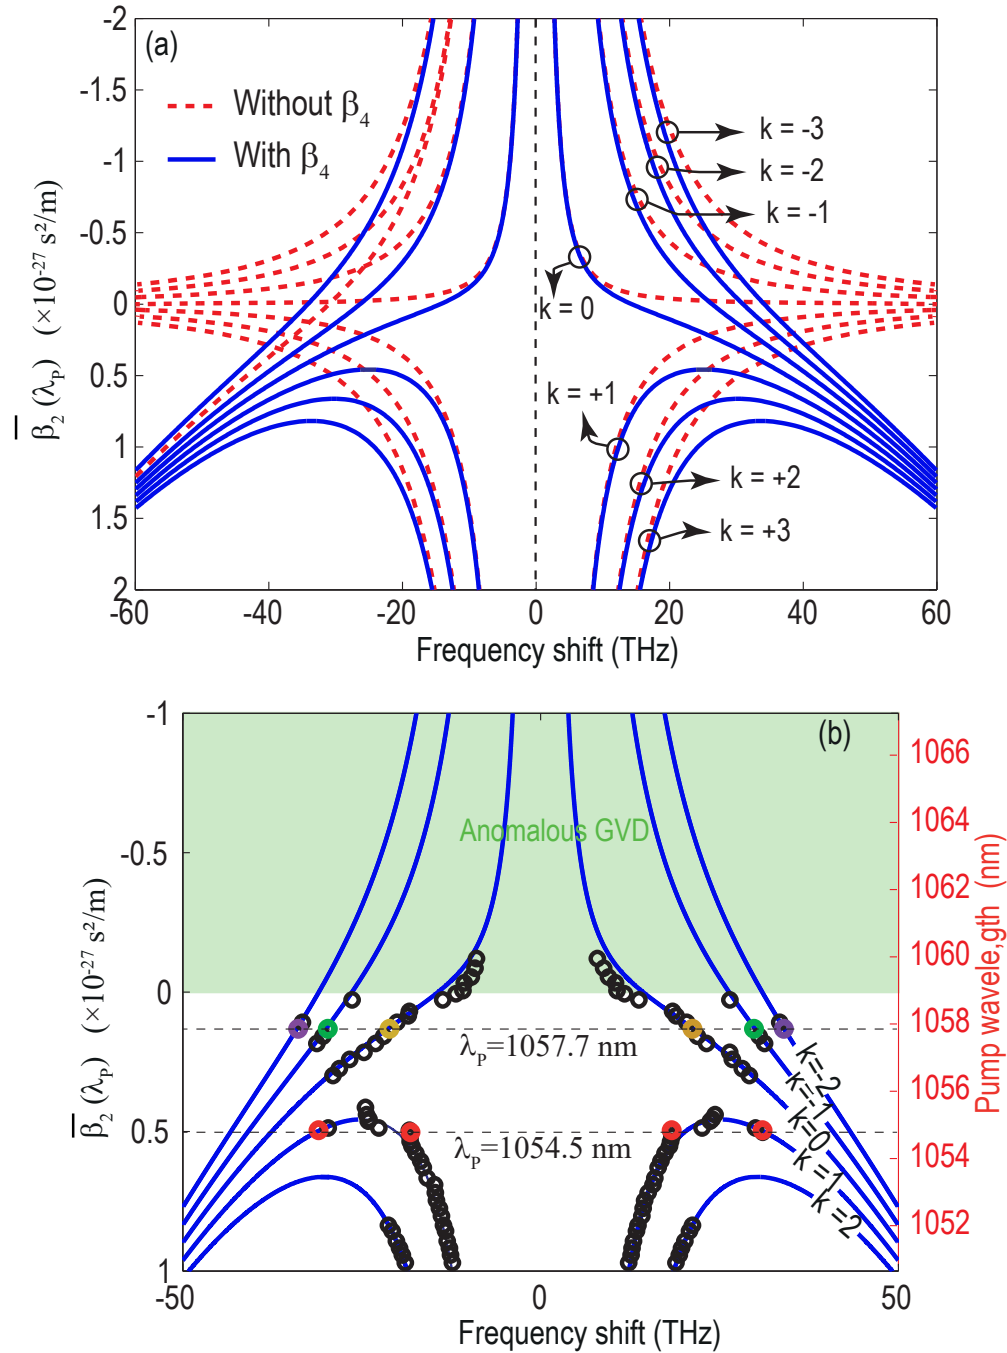 (a)
-2
-1.5
-1
-0.5
0
0.5
1
1.5
2
Without β₄
With β₄
k = -3
k = -2
k = -1
k = 0
k = +1
k = +2
k = +3
β̅₂ (λₚ) (×10⁻²⁷ s²/m)
-60
-40
-20
0
20
40
60
Frequency shift (THz)
(b)
-1
-0.5
0
0.5
1
Anomalous GVD
λₚ=1057.7 nm
λₚ=1054.5 nm
k=-2
k=-1
k=0
k =1
k =2
β̅₂ (λₚ) (×10⁻²⁷ s²/m)
1066
1064
1062
1060
1058
1056
1054
1052
Pump wavele,gth (nm)
-50
0
50
Frequency shift (THz)